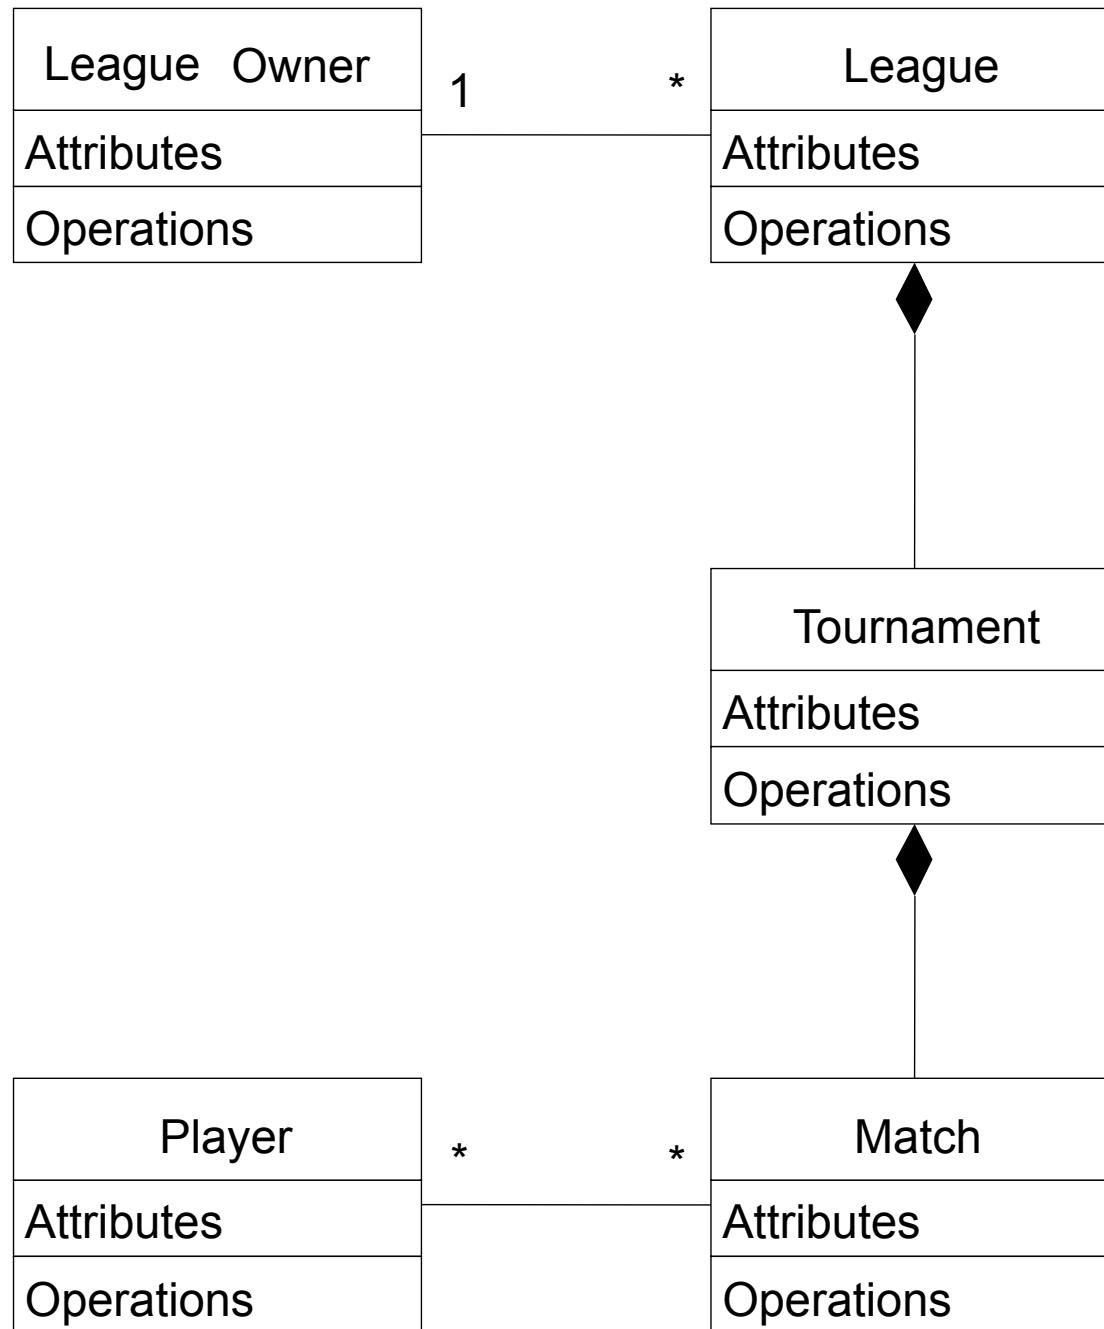 League Owner
1
*
League
Attributes
Attributes
Operations
Operations
Tournament
Attributes
Operations
Player
*
*
Match
Attributes
Attributes
Operations
Operations